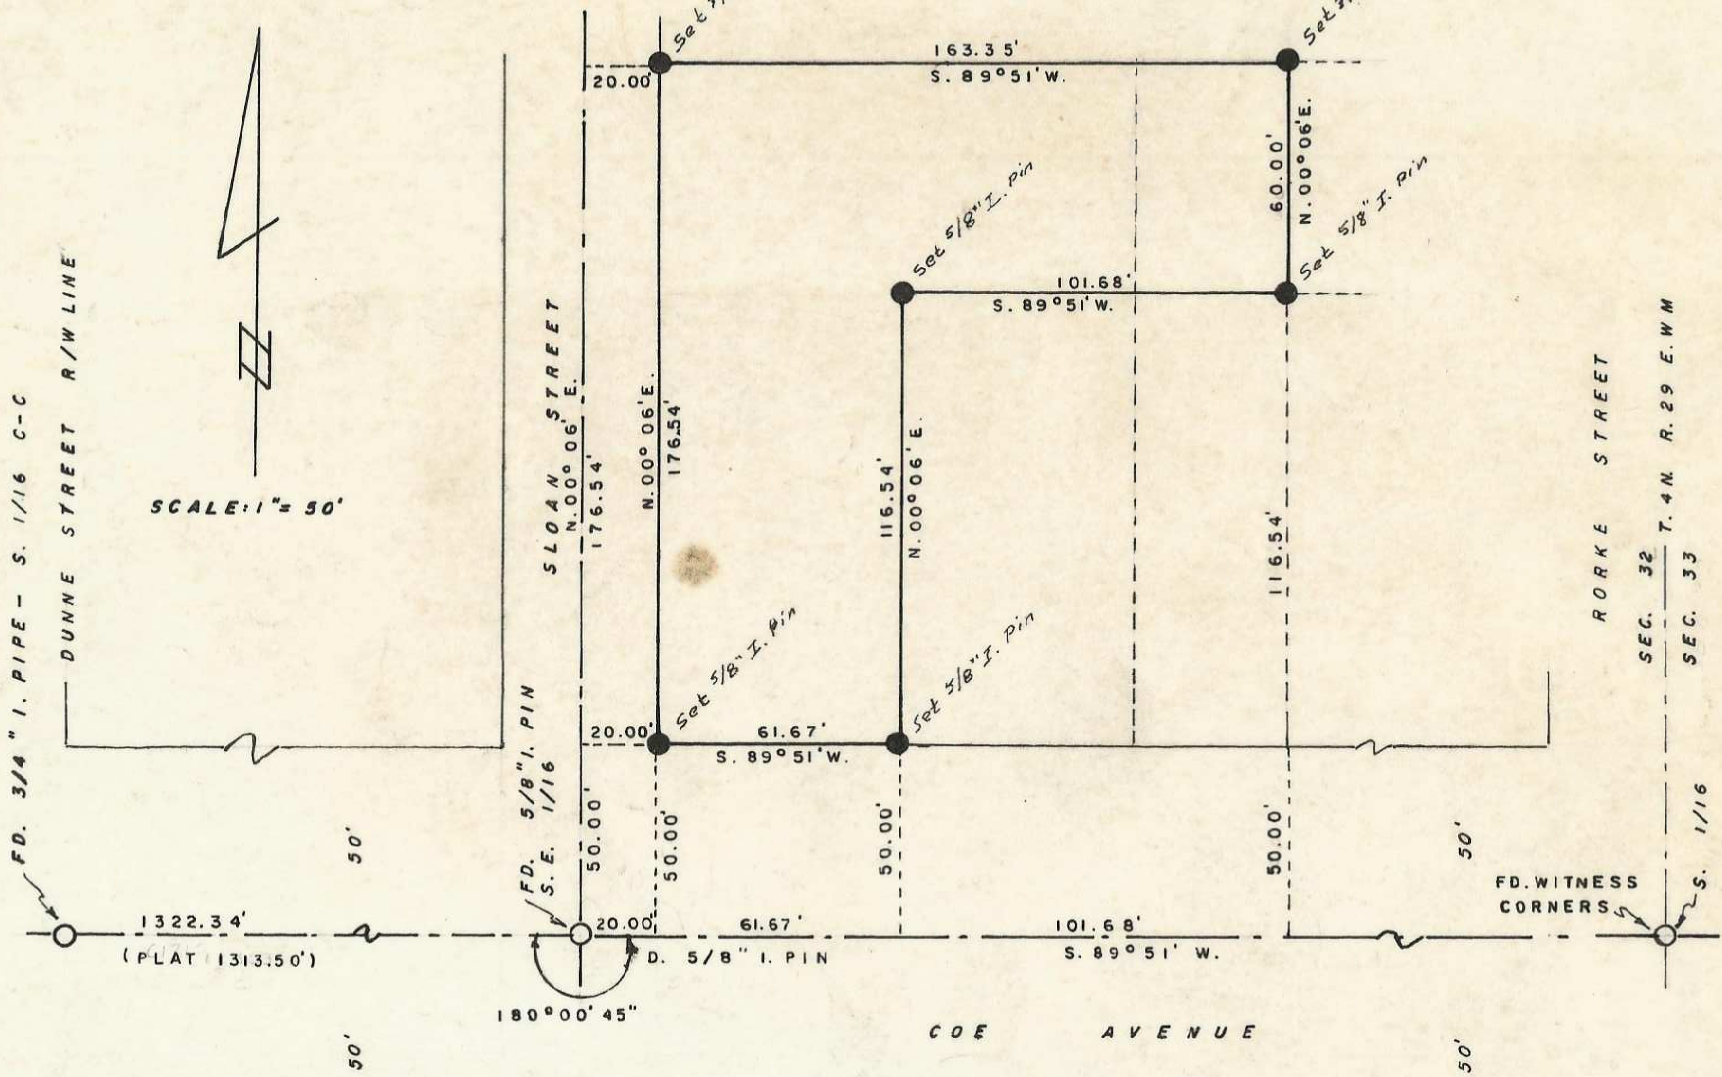 Set
Set
163.35'
20.00'
S. 89°51' W.
60.00'
N. 00°06' E.
Set 5/8" I. Pin
Set 5/8" I. Pin
101.68'
S. 89°51' W.
FD. 3/4" I. PIPE - S. 1/16 C-C
DUNNE STREET R/W LINE
SCALE: 1" = 50'
SLOAN STREET
N. 00° 06' E.
176.54'
N. 00° 06' E.
176.54'
116.54'
N. 00°06' E.
116.54'
RORKE STREET
SEC. 32
T. 4 N. R. 29 E. WM
SEC. 33
S. 1/16
Set 5/8" I. Pin
Set 5/8" I. Pin
20.00'
61.67'
S. 89°51' W.
FD. 5/8" I. PIN
S. E. 1/16
50.00'
50.00'
50.00'
50.00'
50'
50'
FD. WITNESS
CORNERS
1322.34'
(PLAT 1313.50')
20.00'
61.67'
101.68'
D. 5/8" I. PIN
S. 89°51' W.
180°00'45"
COE AVENUE
50'
50'